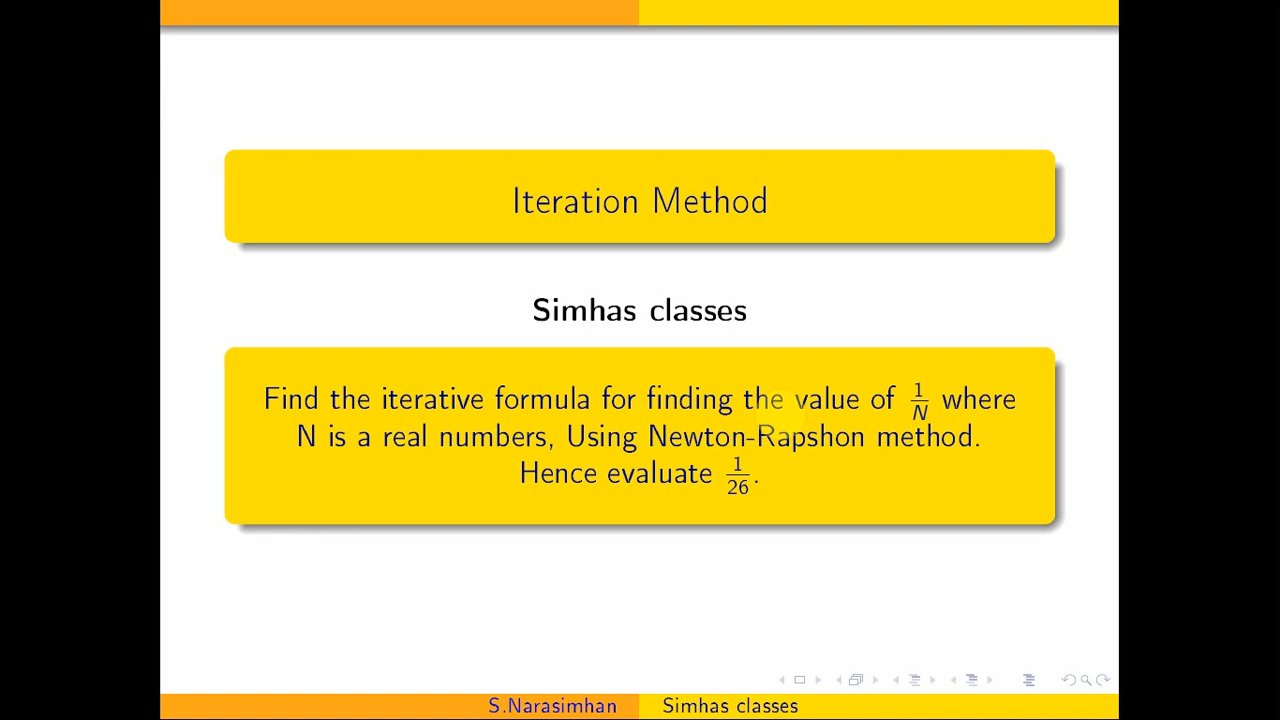 Iteration Method
Simhas classes
Find the iterative formula for finding the value of 1/N where
N is a real numbers, Using Newton-Rapshon method.
Hence evaluate 1/26.
S.Narasimhan Simhas classes